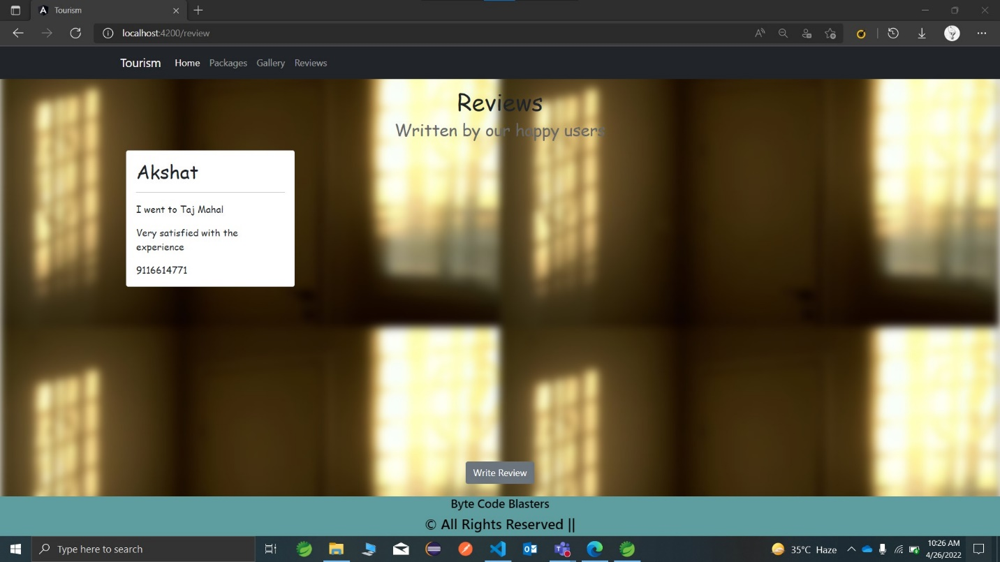 Tourism
localhost:4200/review
Tourism Home Packages Gallery Reviews
Reviews
Written by our happy users
Akshat
I went to Taj Mahal
Very satisfied with the
experience
9116614771
Write Review
Byte Code Blasters
© All Rights Reserved ||
Type here to search
35°C Haze
10:26 AM
4/26/2022